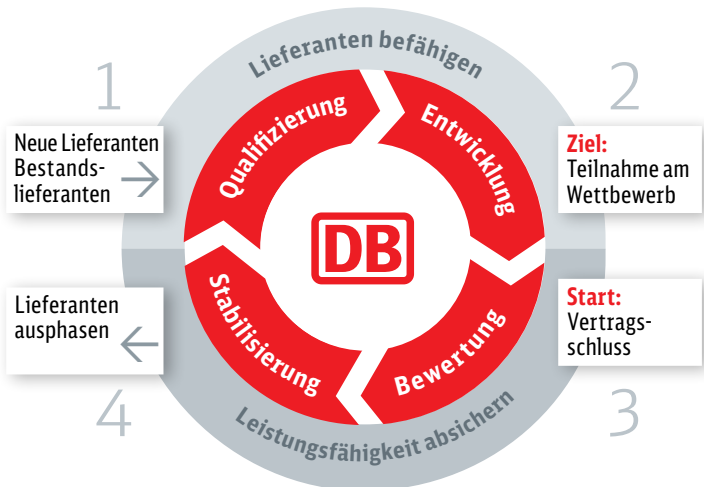 Lieferanten befähigen
1
2
Neue Lieferanten
Bestands-
lieferanten
Qualifizierung
Entwicklung
Ziel:
Teilnahme am
Wettbewerb
DB
Lieferanten
ausphasen
Stabilisierung
Bewertung
Start:
Vertrags-
schluss
4
3
Leistungsfähigkeit absichern